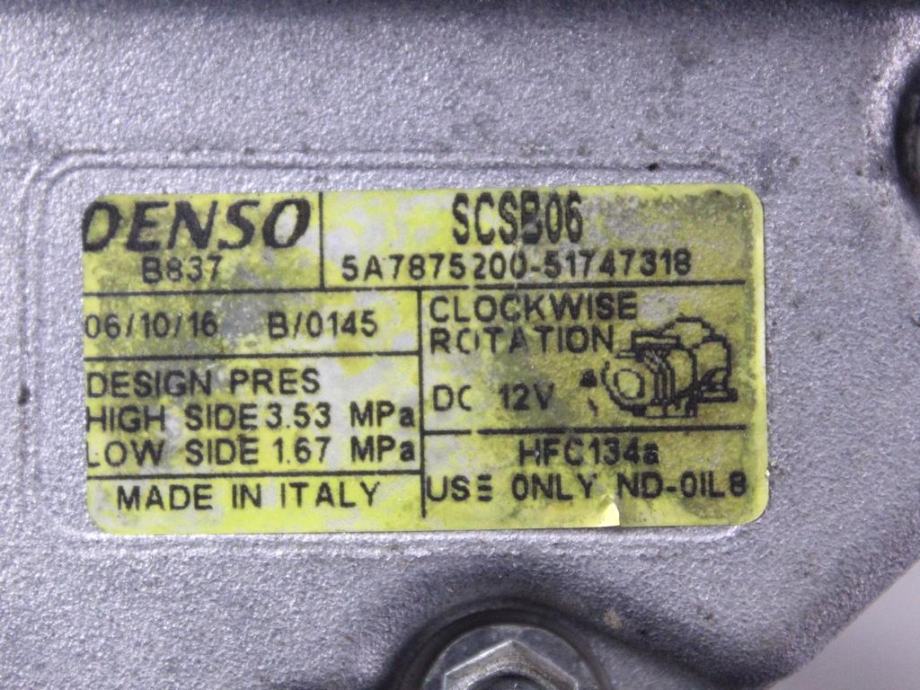 DENSO
B837
SCSB06
5A7875200-51747318
06/10/16 B/0145
CLOCKWISE
ROTATION
DC 12V
DESIGN PRES
HIGH SIDE 3.53 MPa
LOW SIDE 1.67 MPa
HFC134a
MADE IN ITALY
USE ONLY ND-OIL8